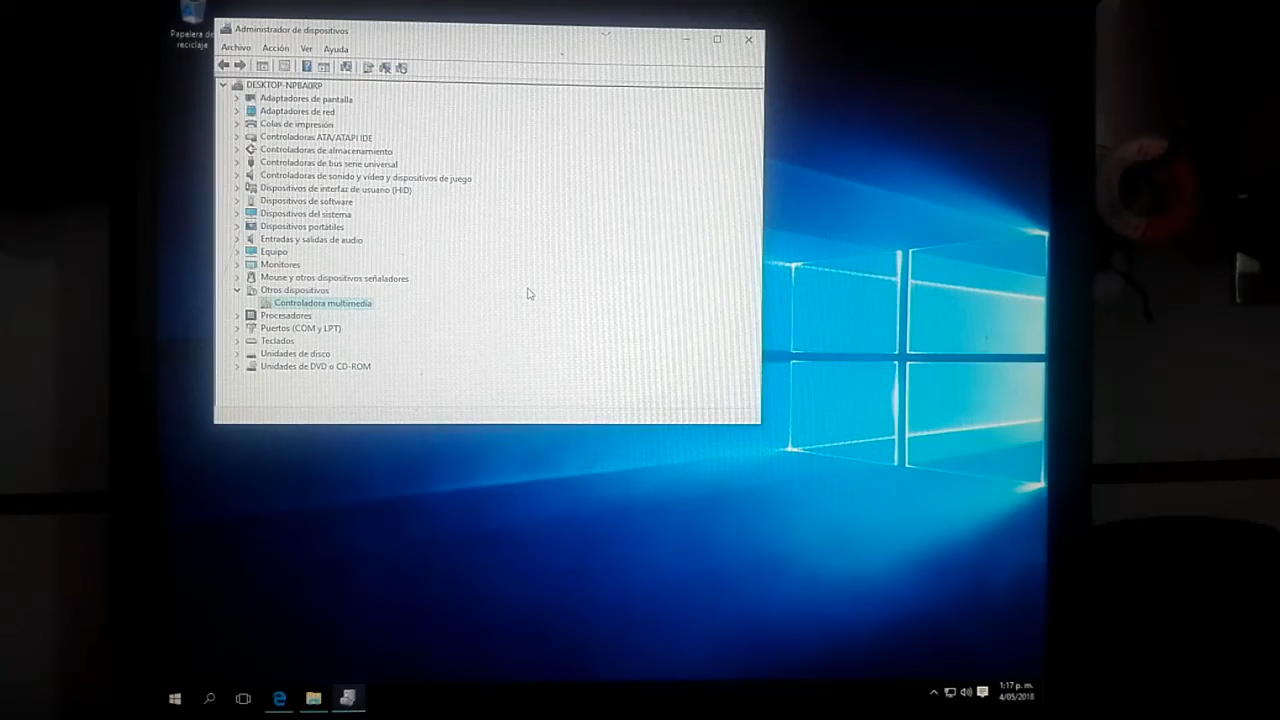 Papelera de
reciclaje
Administrador de dispositivos
Archivo Acción Ver Ayuda
DESKTOP-NPBA0RP
Adaptadores de pantalla
Adaptadores de red
Colas de impresión
Controladoras ATA/ATAPI IDE
Controladoras de almacenamiento
Controladoras de bus serie universal
Controladoras de sonido y vídeo y dispositivos de juego
Dispositivos de interfaz de usuario (HID)
Dispositivos de software
Dispositivos del sistema
Dispositivos portátiles
Entradas y salidas de audio
Equipo
Monitores
Mouse y otros dispositivos señaladores
Otros dispositivos
Controladora multimedia
Procesadores
Puertos (COM y LPT)
Teclados
Unidades de disco
Unidades de DVD o CD-ROM
1:17 p. m.
4/05/2018